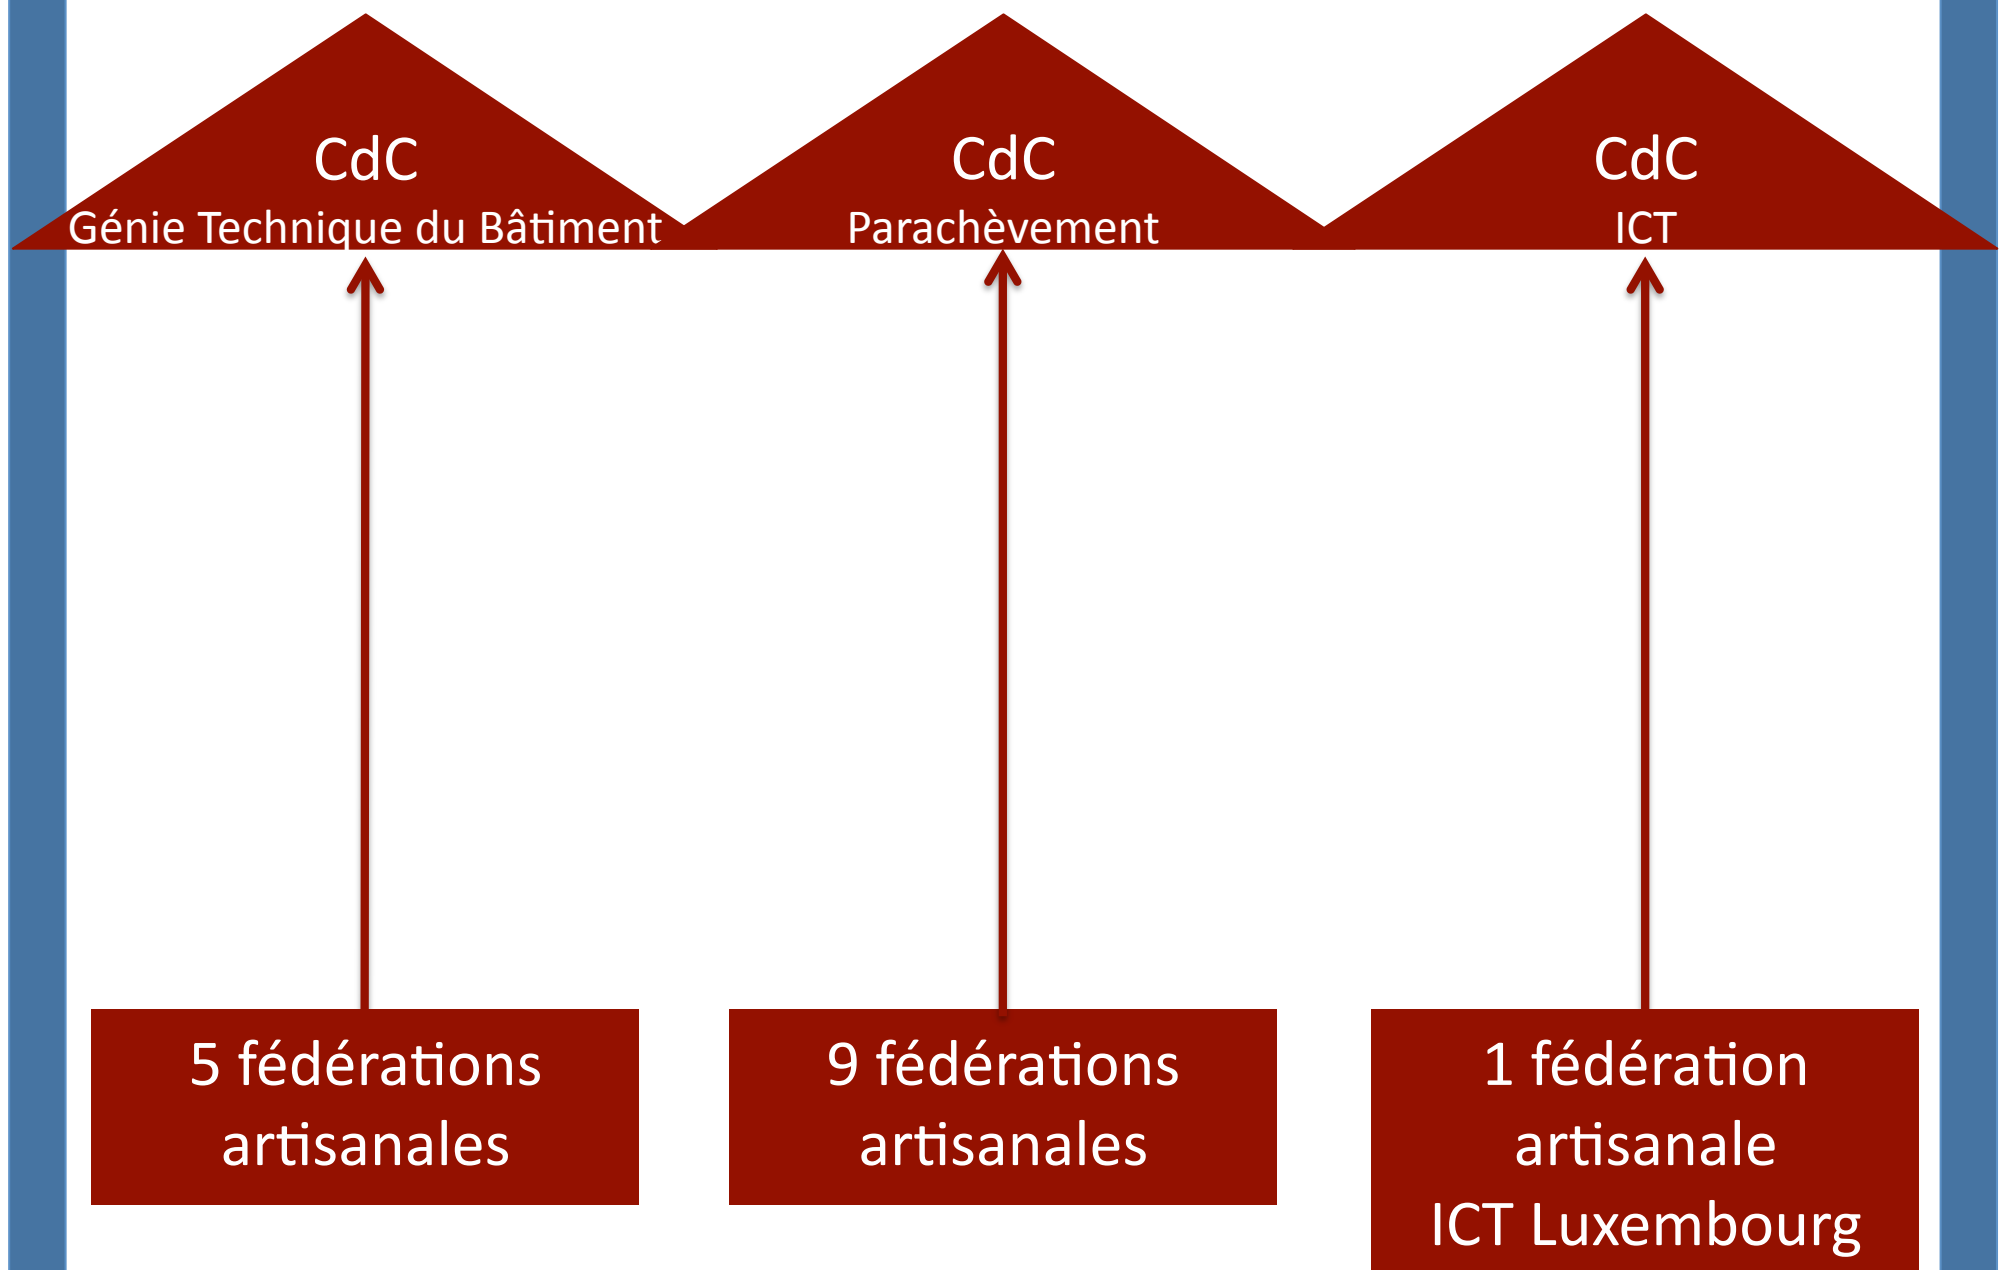 CdC
Génie Technique du Bâtiment
CdC
Parachèvement
CdC
ICT
5 fédérations
artisanales
9 fédérations
artisanales
1 fédération
artisanale
ICT Luxembourg